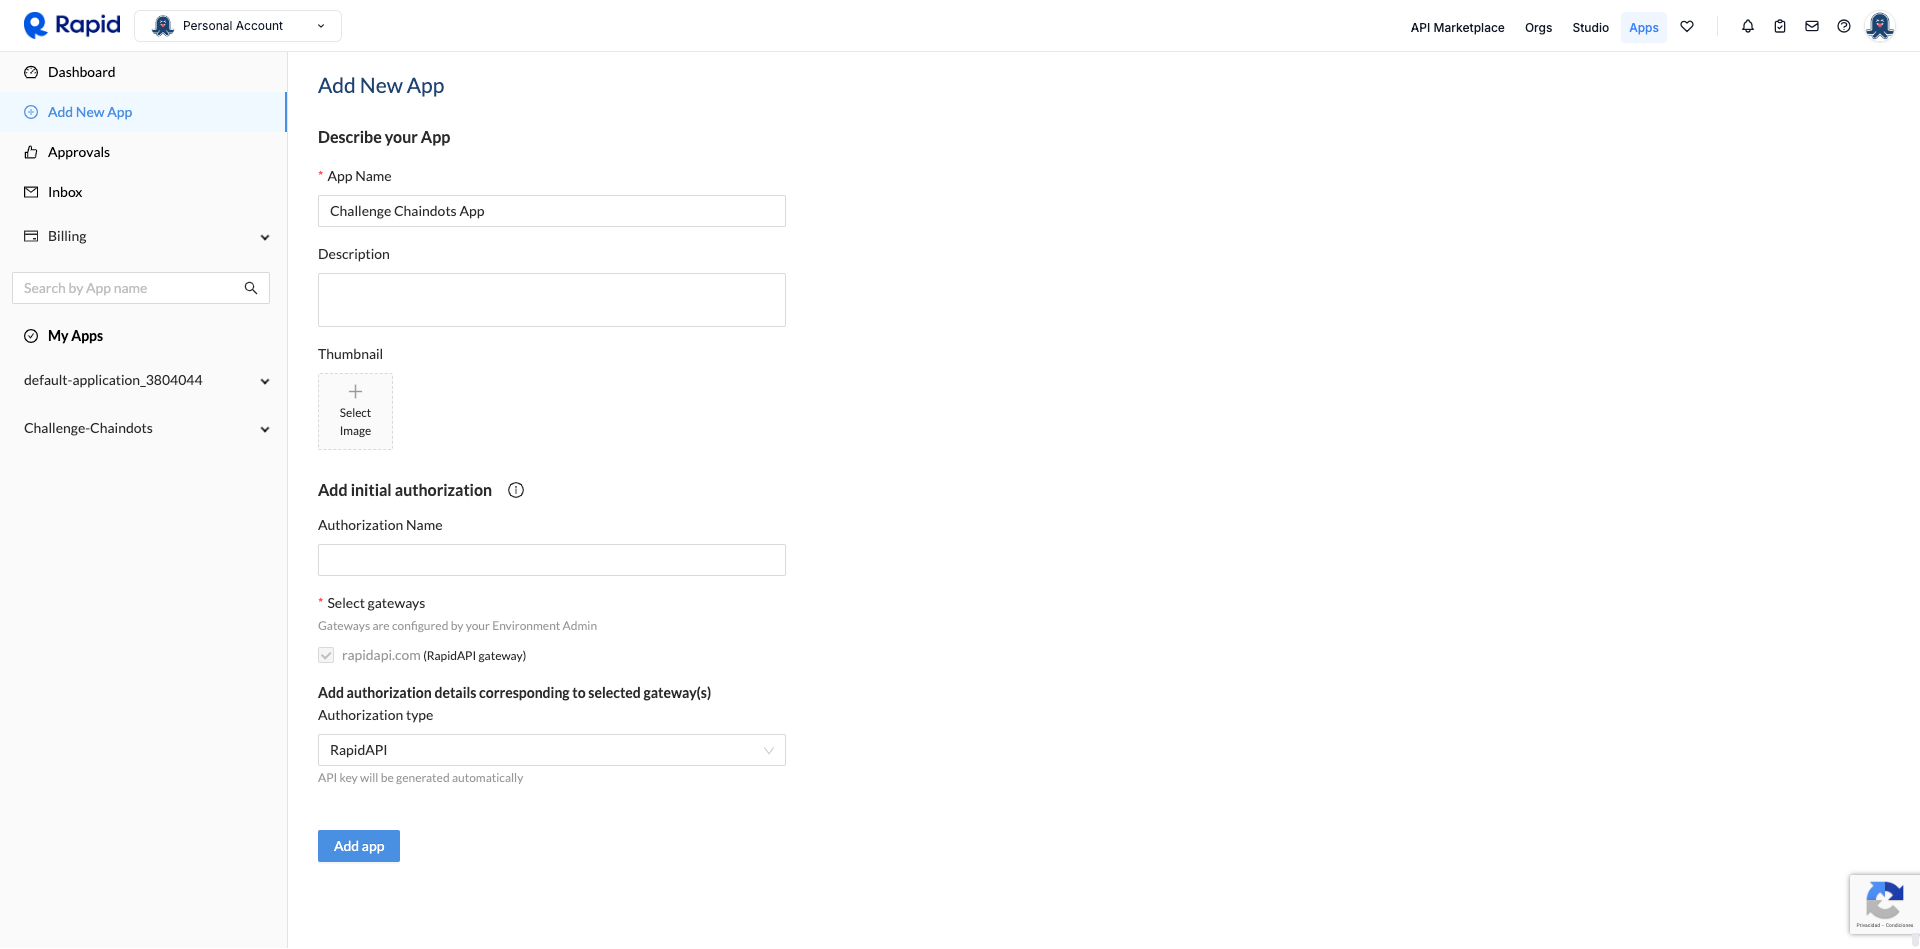 Rapid
Personal Account
API Marketplace
Orgs
Studio
Apps
Dashboard
Add New App
Approvals
Inbox
Billing
Search by App name
My Apps
default-application_3804044
Challenge-Chaindots
Add New App
Describe your App
* App Name
Challenge Chaindots App
Description
Thumbnail
Select
Image
Add initial authorization
Authorization Name
* Select gateways
Gateways are configured by your Environment Admin
rapidapi.com (RapidAPI gateway)
Add authorization details corresponding to selected gateway(s)
Authorization type
RapidAPI
API key will be generated automatically
Add app
Privacidad - Condiciones